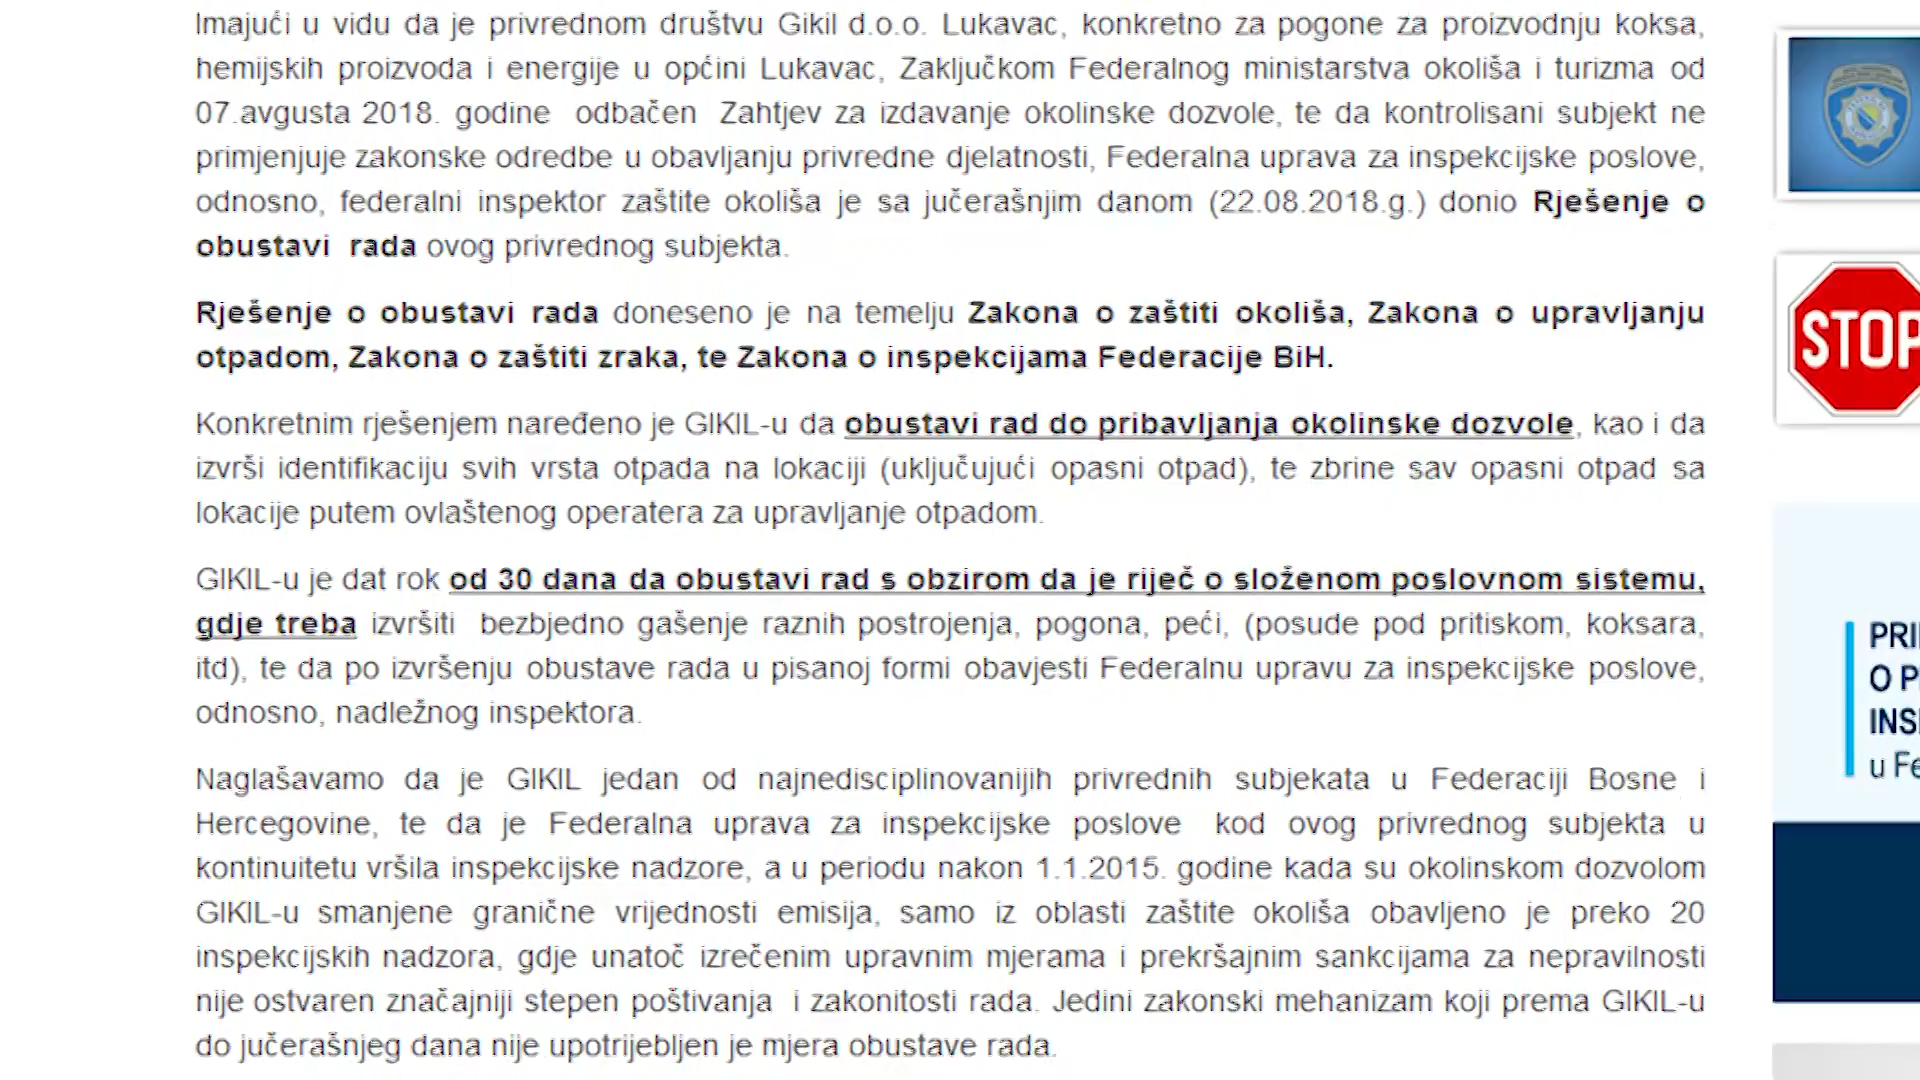 Imajući u vidu da je privrednom društvu Gikil d.o.o. Lukavac, konkretno za pogone za proizvodnju koksa,
hemijskih proizvoda i energije u općini Lukavac, Zaključkom Federalnog ministarstva okoliša i turizma od
07.avgusta 2018. godine odbačen Zahtjev za izdavanje okolinske dozvole, te da kontrolisani subjekt ne
primjenjuje zakonske odredbe u obavljanju privredne djelatnosti, Federalna uprava za inspekcijske poslove,
odnosno, federalni inspektor zaštite okoliša je sa jučerašnjim danom (22.08.2018.g.) donio Rješenje o
obustavi rada ovog privrednog subjekta.
Rješenje o obustavi rada doneseno je na temelju Zakona o zaštiti okoliša, Zakona o upravljanju
otpadom, Zakona o zaštiti zraka, te Zakona o inspekcijama Federacije BiH.
Konkretnim rješenjem naređeno je GIKIL-u da obustavi rad do pribavljanja okolinske dozvole, kao i da
izvrši identifikaciju svih vrsta otpada na lokaciji (uključujući opasni otpad), te zbrine sav opasni otpad sa
lokacije putem ovlaštenog operatera za upravljanje otpadom.
GIKIL-u je dat rok od 30 dana da obustavi rad s obzirom da je riječ o složenom poslovnom sistemu,
gdje treba izvršiti bezbjedno gašenje raznih postrojenja, pogona, peći, (posude pod pritiskom, koksara,
itd), te da po izvršenju obustave rada u pisanoj formi obavjesti Federalnu upravu za inspekcijske poslove,
odnosno, nadležnog inspektora.
Naglašavamo da je GIKIL jedan od najnedisciplinovanijih privrednih subjekata u Federaciji Bosne i
Hercegovine, te da je Federalna uprava za inspekcijske poslove kod ovog privrednog subjekta u
kontinuitetu vršila inspekcijske nadzore, a u periodu nakon 1.1.2015. godine kada su okolinskom dozvolom
GIKIL-u smanjene granične vrijednosti emisija, samo iz oblasti zaštite okoliša obavljeno je preko 20
inspekcijskih nadzora, gdje unatoč izrečenim upravnim mjerama i prekršajnim sankcijama za nepravilnosti
nije ostvaren značajniji stepen poštivanja i zakonitosti rada. Jedini zakonski mehanizam koji prema GIKIL-u
do jučerašnjeg dana nije upotrijebljen je mjera obustave rada.
STOP
PRI
O P
INS
u Fe